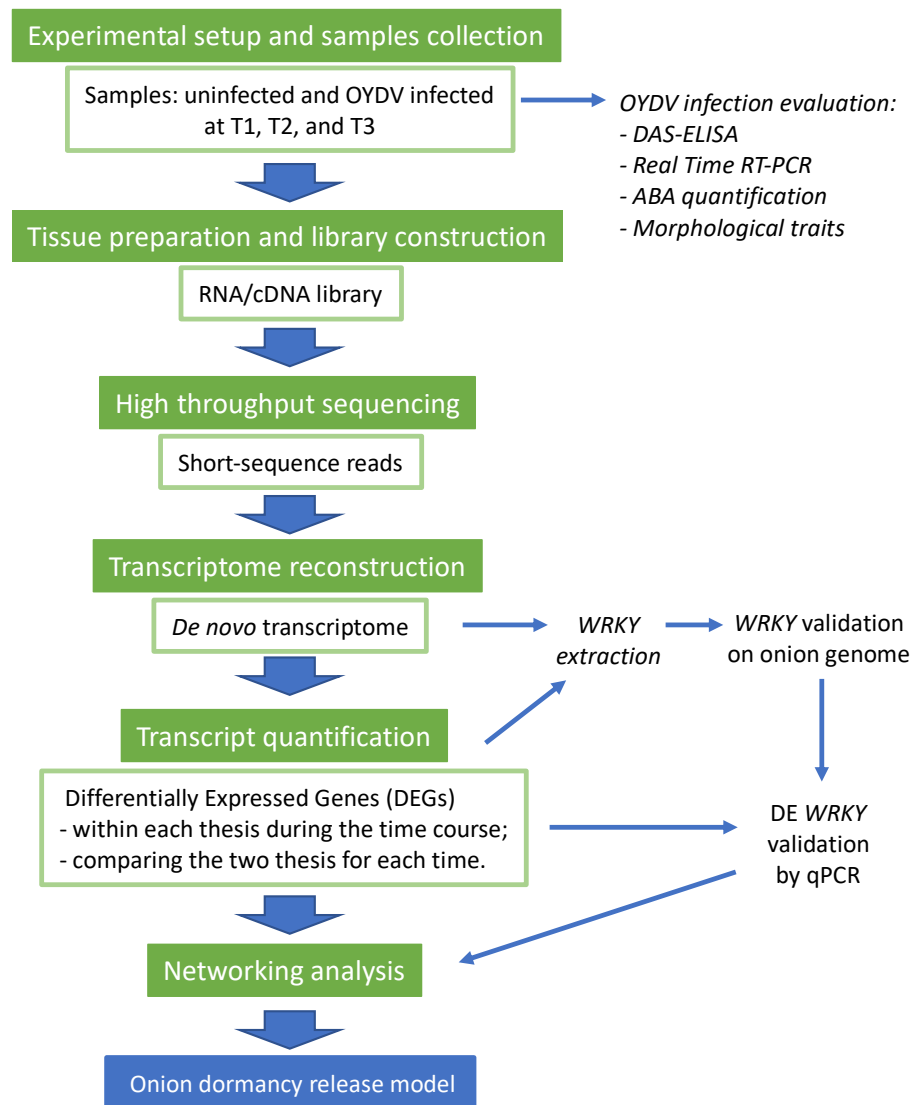 Experimental setup and samples collection
Samples: uninfected and OYDV infected
at T1, T2, and T3
OYDV infection evaluation:
- DAS-ELISA
- Real Time RT-PCR
- ABA quantification
- Morphological traits
Tissue preparation and library construction
RNA/cDNA library
High throughput sequencing
Short-sequence reads
Transcriptome reconstruction
De novo transcriptome
WRKY
extraction
WRKY validation
on onion genome
Transcript quantification
Differentially Expressed Genes (DEGs)
- within each thesis during the time course;
- comparing the two thesis for each time.
DE WRKY
validation
by qPCR
Networking analysis
Onion dormancy release model